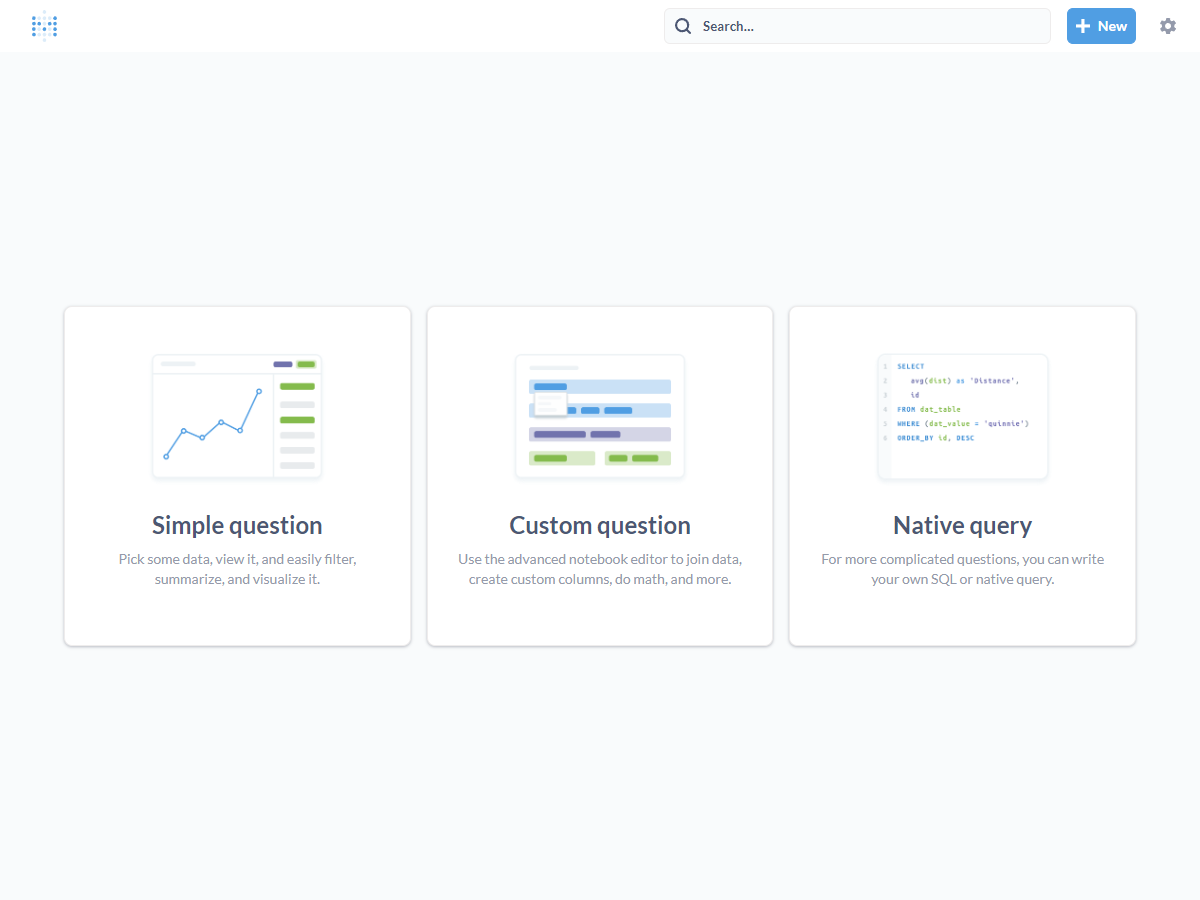 Search...
New
1 SELECT
2 avg(dist) as 'Distance',
3 id
4 FROM dat_table
5 WHERE (dat_value = 'quinnie')
6 ORDER_BY id, DESC
Simple question
Pick some data, view it, and easily filter,
summarize, and visualize it.
Custom question
Use the advanced notebook editor to join data,
create custom columns, do math, and more.
Native query
For more complicated questions, you can write
your own SQL or native query.